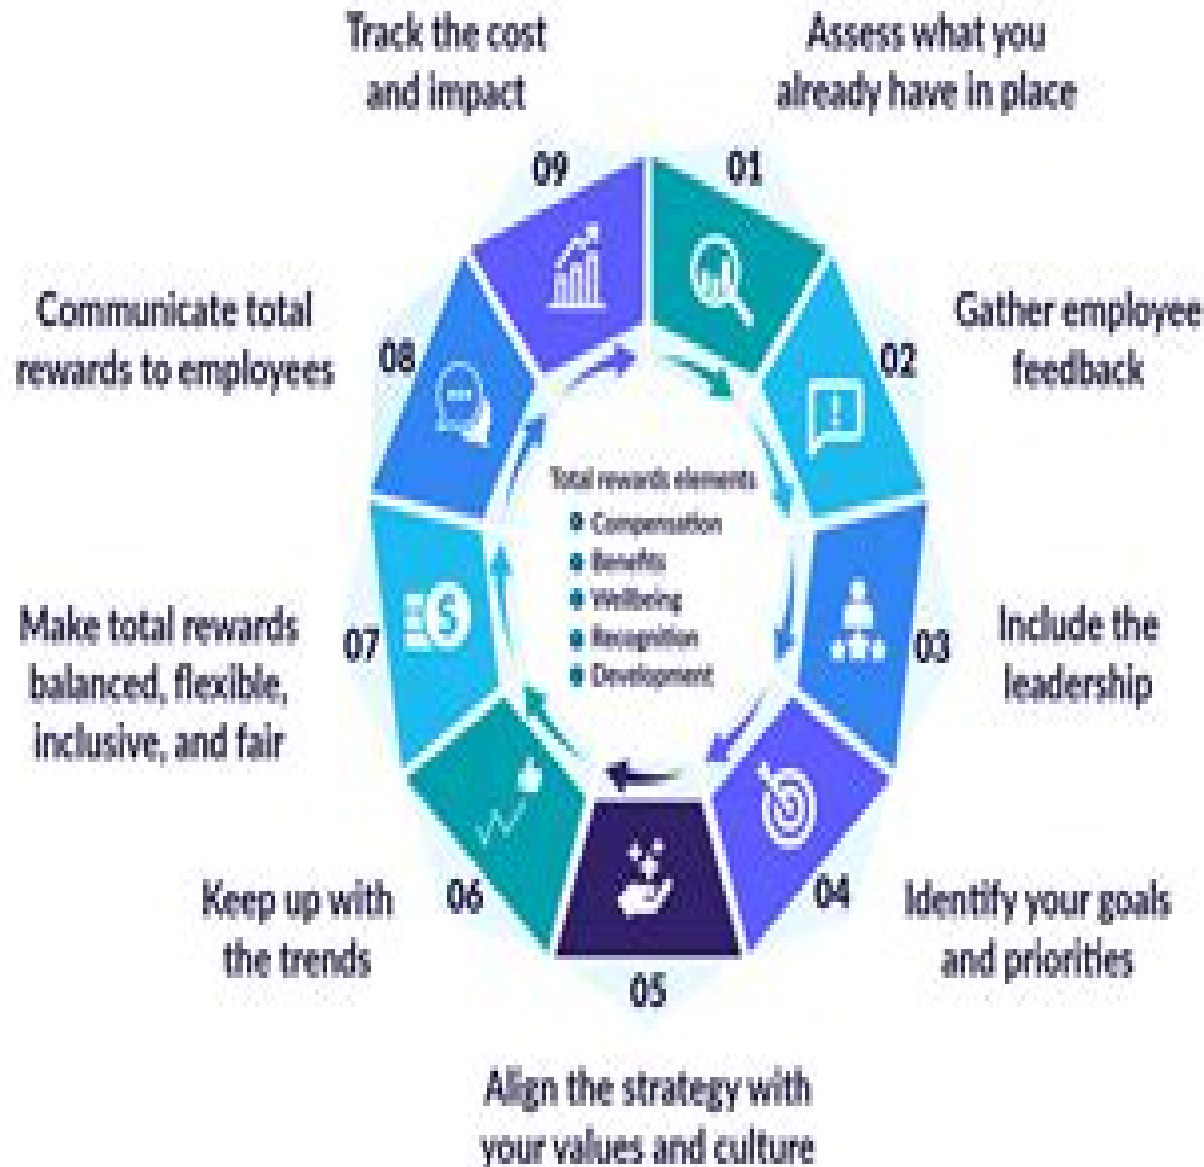 Assess what you
already have in place
01
Gather employee
feedback
02
Include the
leadership
03
Identify your goals
and priorities
04
Align the strategy with
your values and culture
05
Keep up with
the trends
06
Make total rewards
balanced, flexible,
inclusive, and fair
07
Communicate total
rewards to employees
08
Track the cost
and impact
09
Total rewards elements
Compensation
Benefits
Wellbeing
Recognition
Development